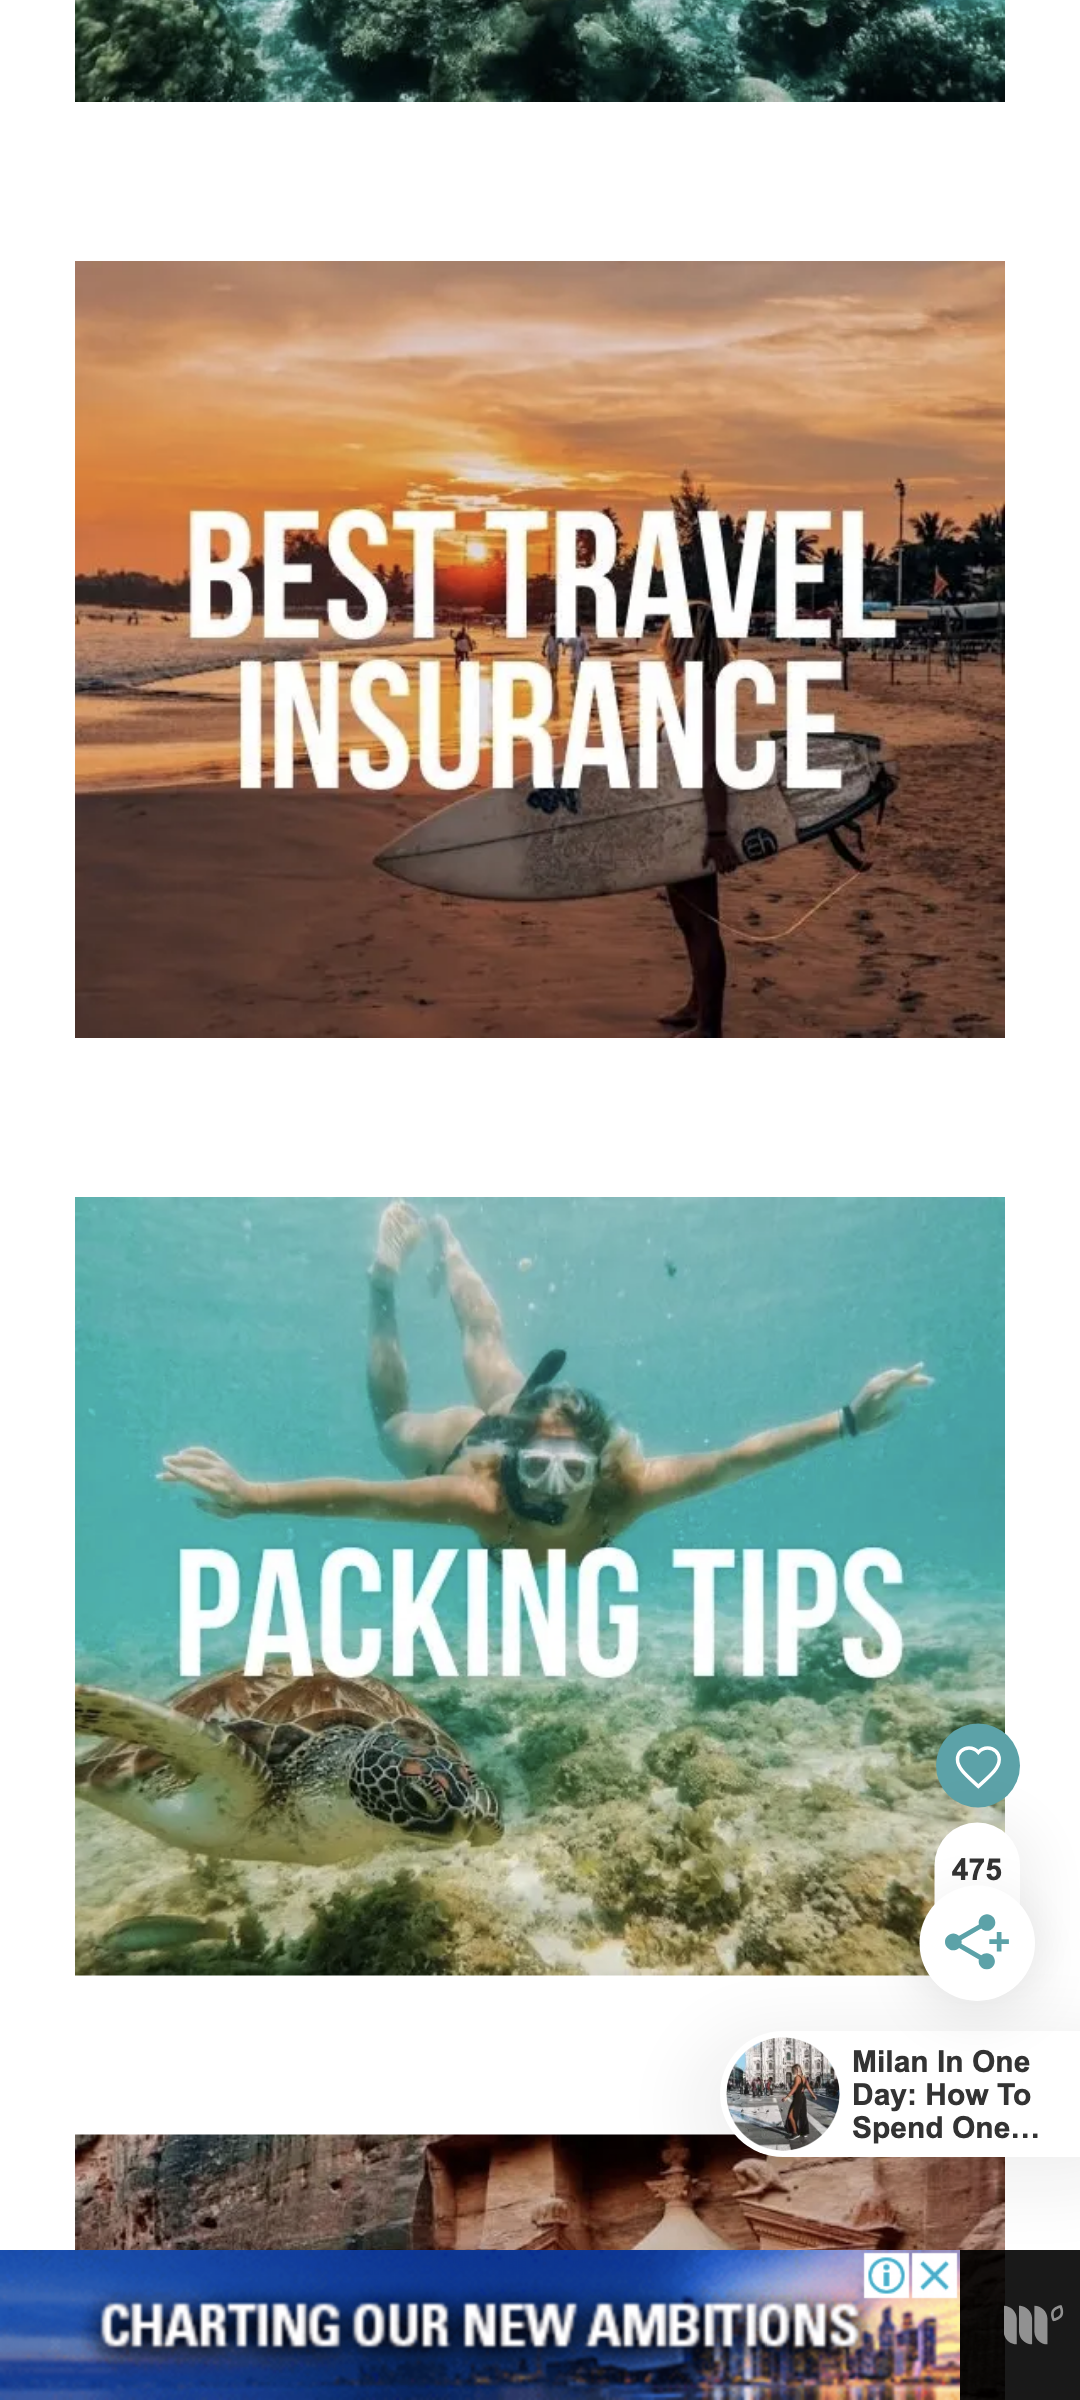 BEST TRAVEL
INSURANCE
PACKING TIPS
475
Milan In One
Day: How To
Spend One...
CHARTING OUR NEW AMBITIONS